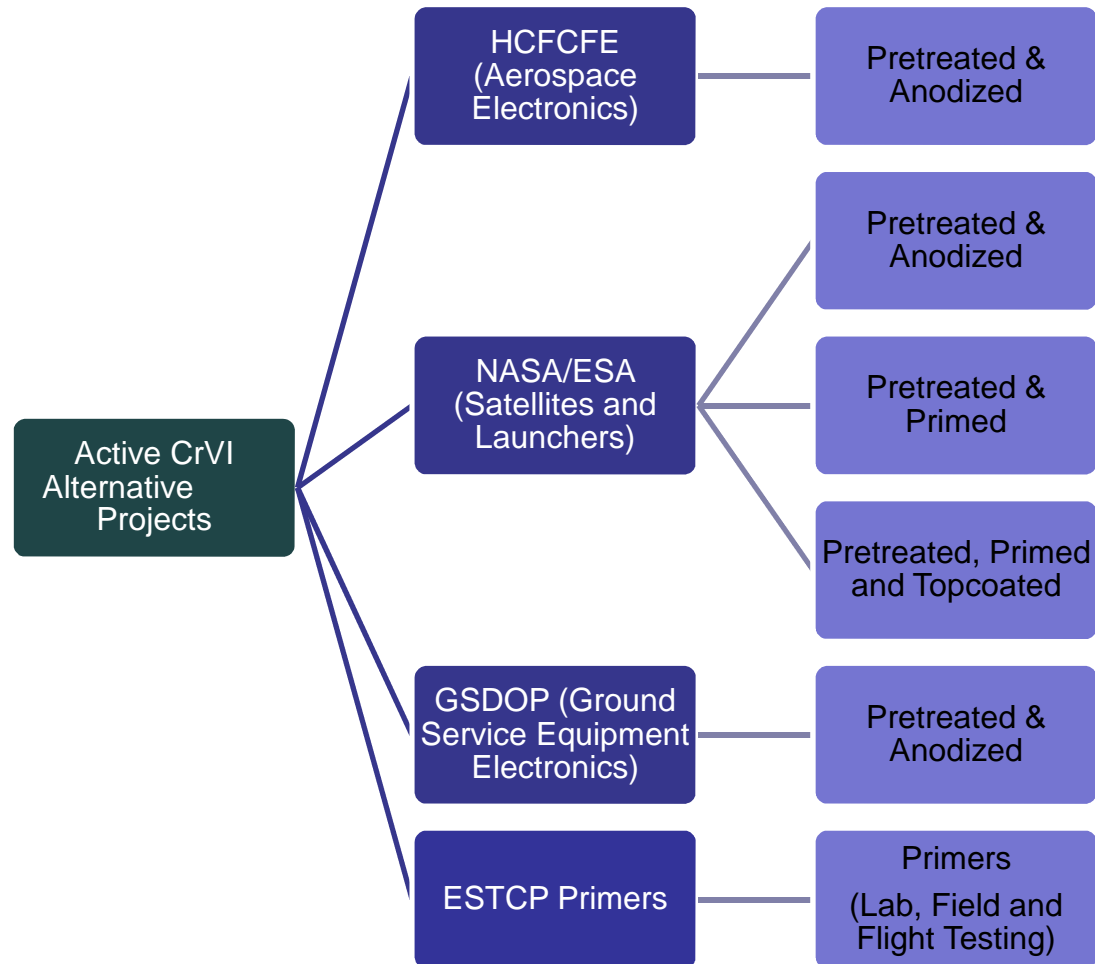 Active CrVI
Alternative
Projects
HCFCFE
(Aerospace
Electronics)
Pretreated &
Anodized
NASA/ESA
(Satellites and
Launchers)
Pretreated &
Anodized
Pretreated &
Primed
Pretreated, Primed
and Topcoated
GSDOP (Ground
Service Equipment
Electronics)
Pretreated &
Anodized
ESTCP Primers
Primers
(Lab, Field and
Flight Testing)